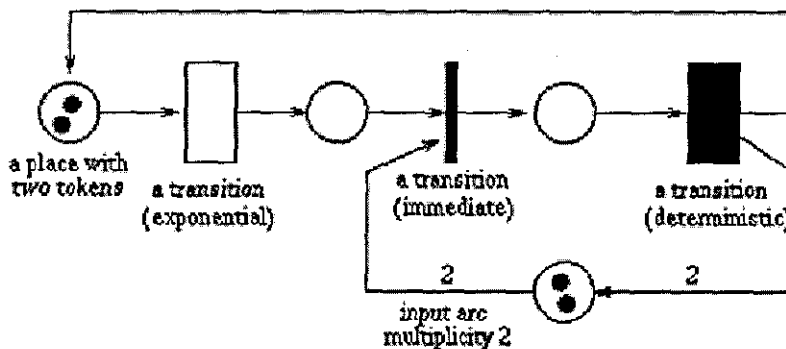 a place with
two tokens
a transition
(exponential)
a transition
(immediate)
a transition
(deterministic)
2
2
input arc
multiplicity 2